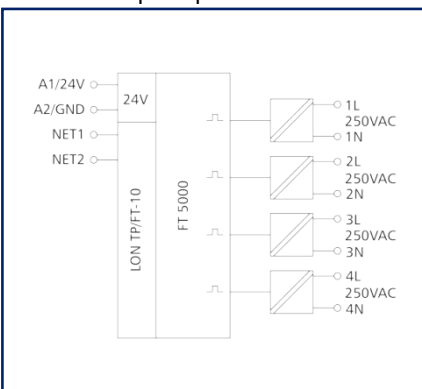 A1/24V
A2/GND
NET1
NET2
24V
LON TP/FT-10
FT 5000
1L
250VAC
1N
2L
250VAC
2N
3L
250VAC
3N
4L
250VAC
4N